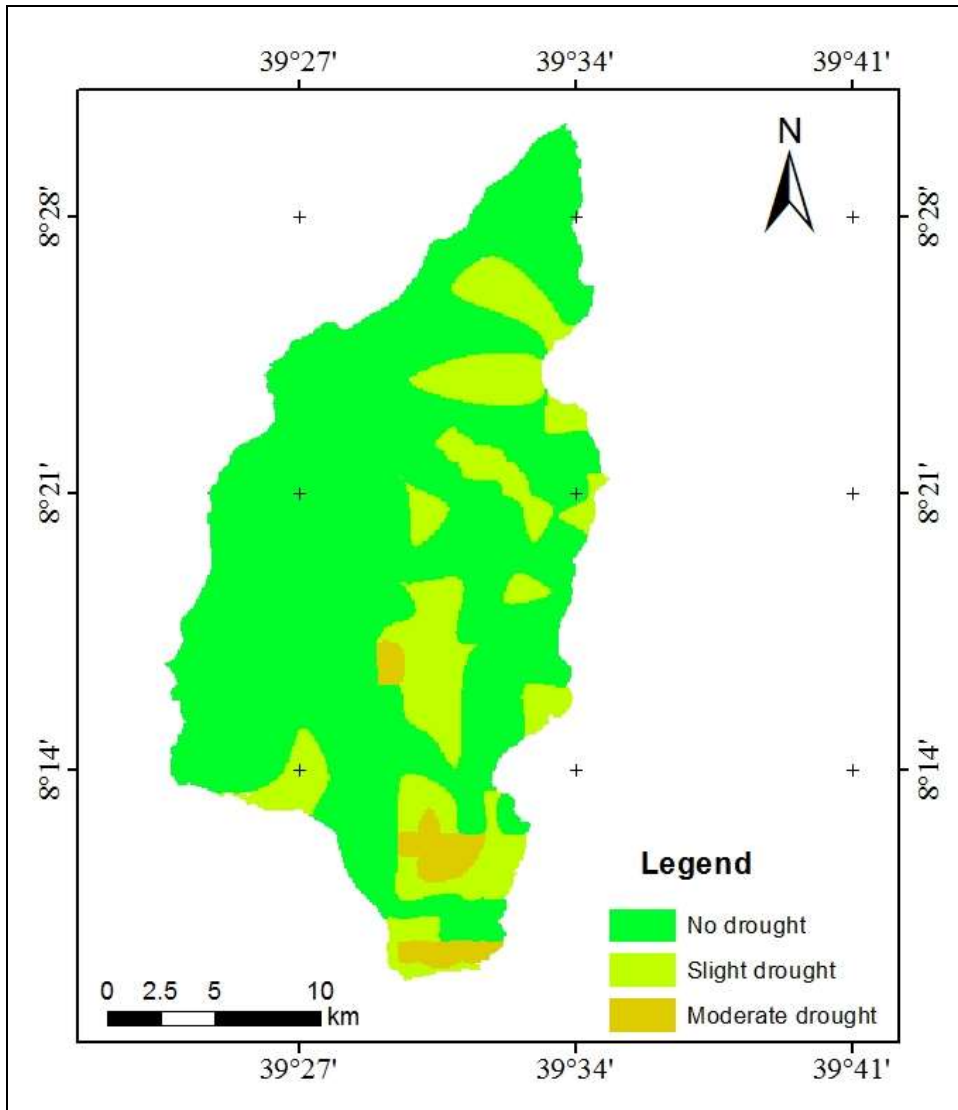 39°27' 39°34' 39°41'
N
8°28' 8°28'
8°21' 8°21'
8°14' 8°14'
Legend
No drought
Slight drought
Moderate drought
0 2.5 5 10
km
39°27' 39°34' 39°41'